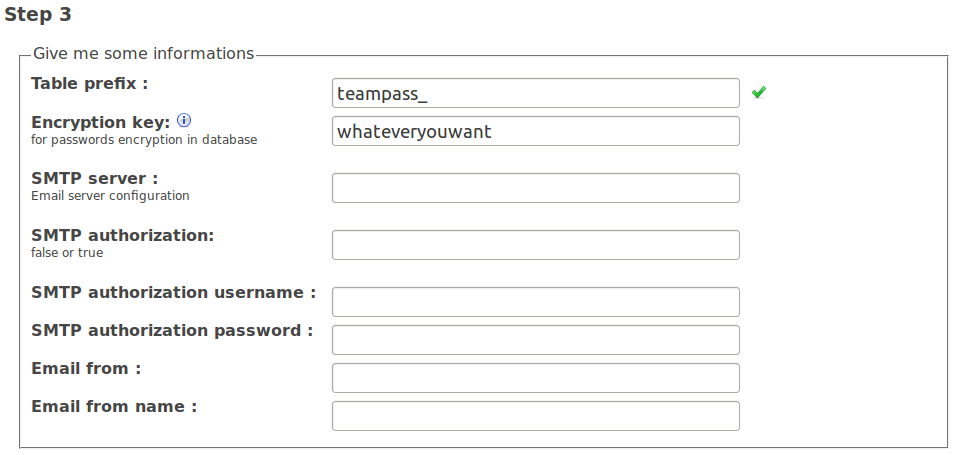 Step 3
Give me some informations
Table prefix :
teampass_
Encryption key:
whateveryouwant
for passwords encryption in database
SMTP server :
Email server configuration
SMTP authorization:
false or true
SMTP authorization username :
SMTP authorization password :
Email from :
Email from name :